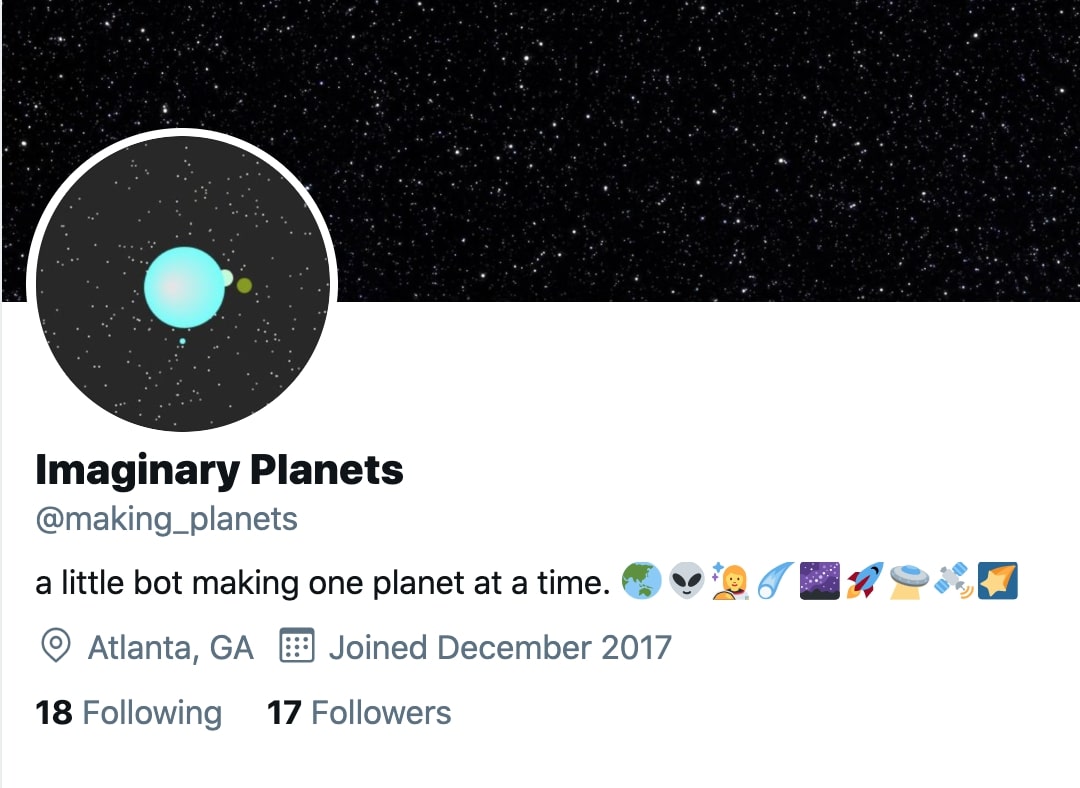 Imaginary Planets
@making_planets
a little bot making one planet at a time. 🌏👽👩‍🚀☄️🌌🚀🛸🛰️🌠
Atlanta, GA Joined December 2017
18 Following 17 Followers